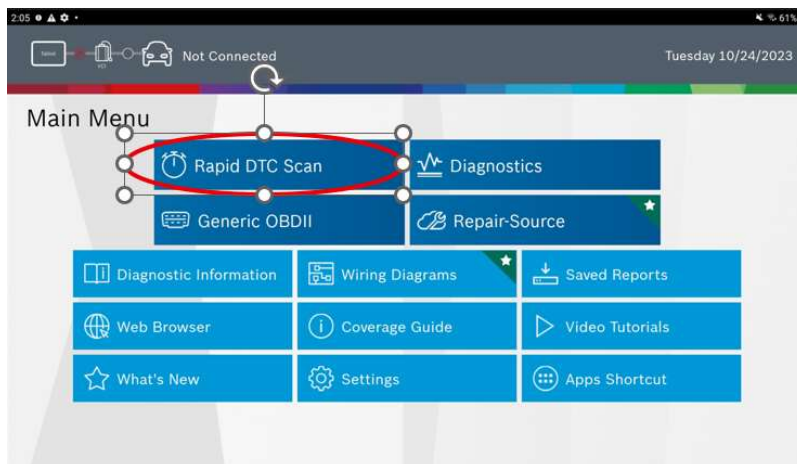 2:05
61%
Not Connected
Tuesday 10/24/2023
VCI
Main Menu
Rapid DTC Scan
Diagnostics
Generic OBDII
Repair-Source
Diagnostic Information
Wiring Diagrams
Saved Reports
Web Browser
Coverage Guide
Video Tutorials
What's New
Settings
Apps Shortcut